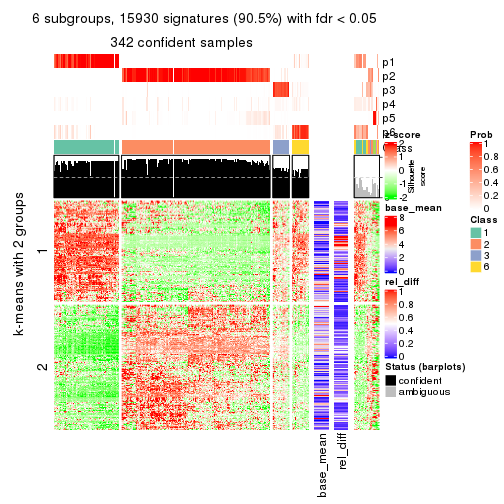 6 subgroups, 15930 signatures (90.5%) with fdr < 0.05
342 confident samples
p1
p2
p3
p4
p5
p6
z_score
2
1
0
-1
-2
Class
Silhouette
score
Prob
1
0.8
0.6
0.4
0.2
0
base_mean
8
6
4
2
0
Class
1
2
3
6
rel_diff
1
0.8
0.6
0.4
0.2
0
Status (barplots)
confident
ambiguous
k-means with 2 groups
1
2
base_mean
rel_diff